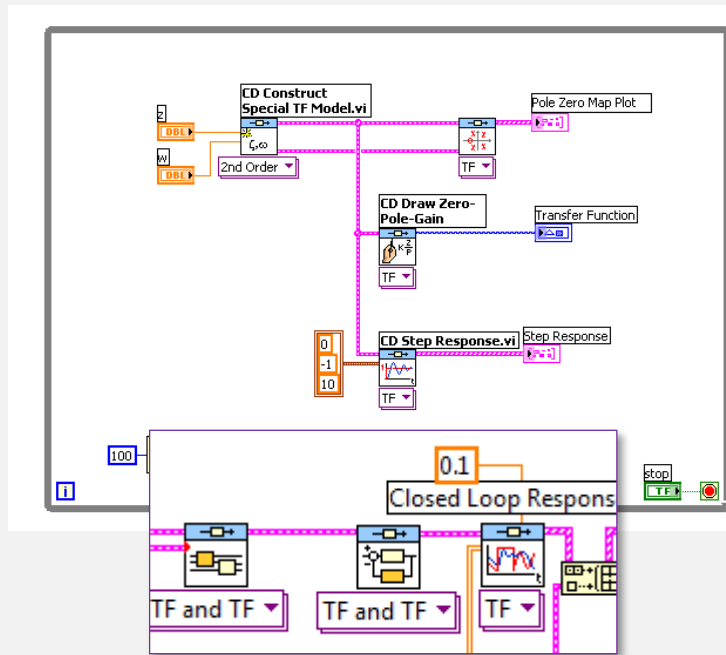 CD Construct
Special TF Model.vi
Pole Zero Map Plot
z
DBL
ζ,ω
w
DBL
2nd Order
TF
CD Draw Zero-
Pole-Gain
Transfer Function
TF
CD Step Response.vi
Step Response
0
-1
10
TF
100
i
stop
TF
0.1
Closed Loop Respons
TF and TF
TF and TF
TF